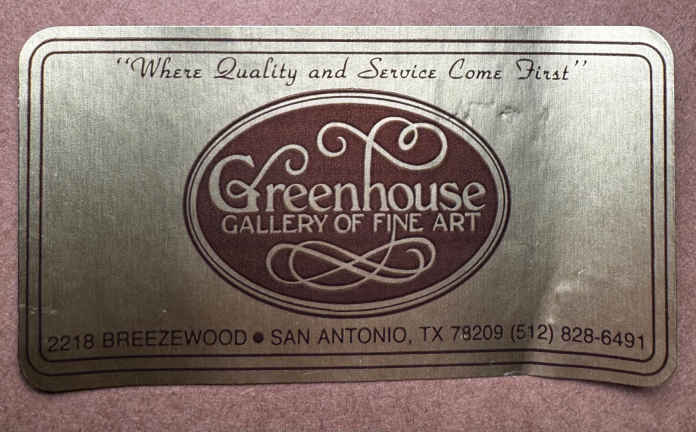 “Where Quality and Service Come First”
Greenhouse
GALLERY OF FINE ART
2218 BREEZEWOOD • SAN ANTONIO, TX 78209 (512) 828-6491